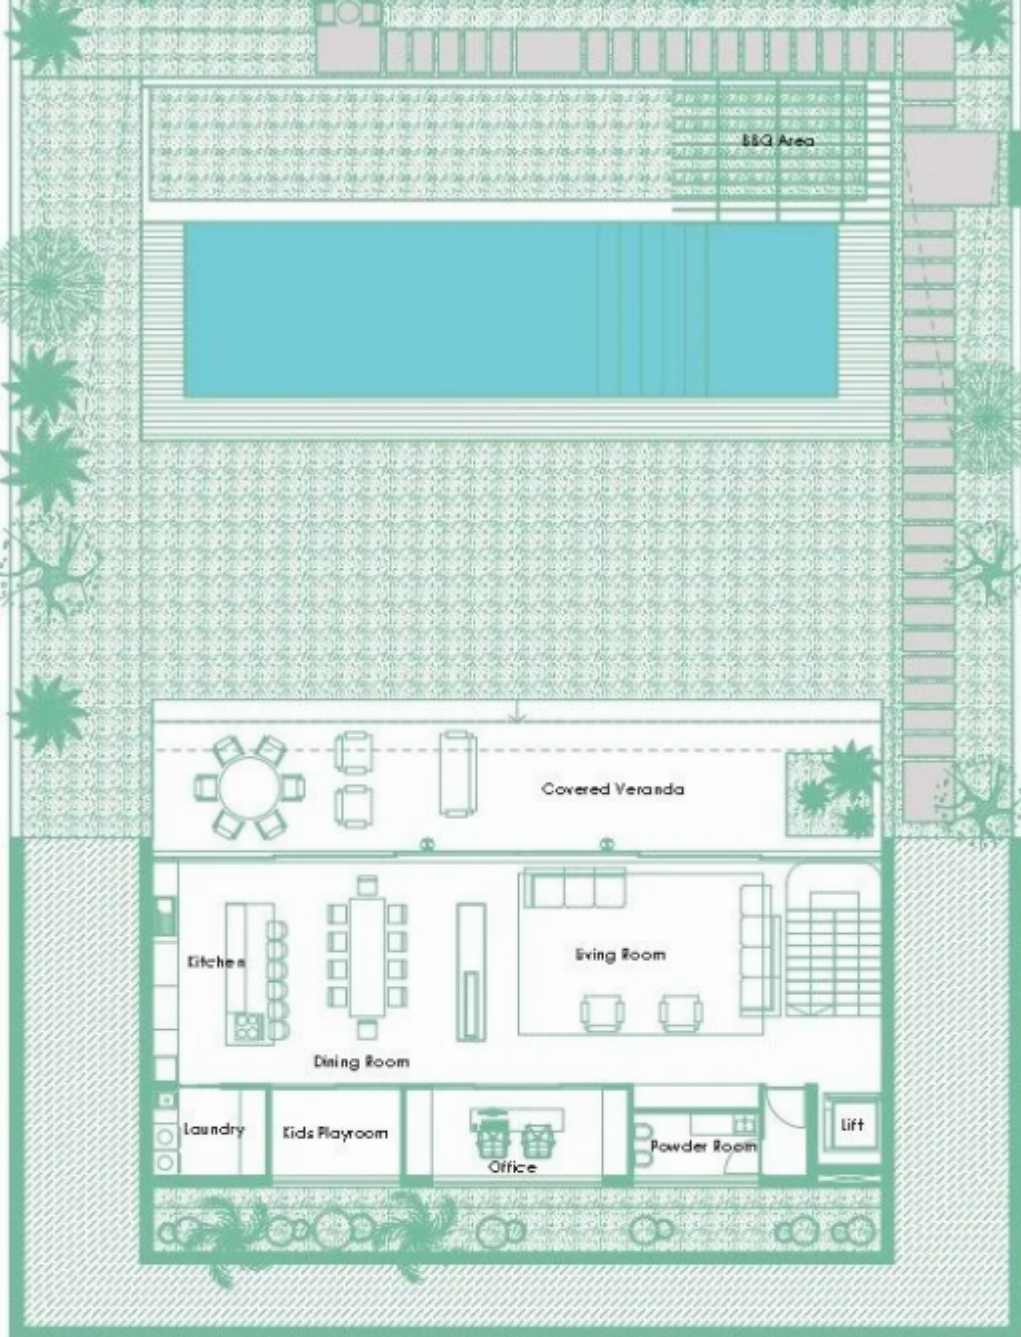 BBQ Area
Covered Veranda
Living Room
Kitchen
Dining Room
Laundry
Kids Playroom
Office
Powder Room
Lift